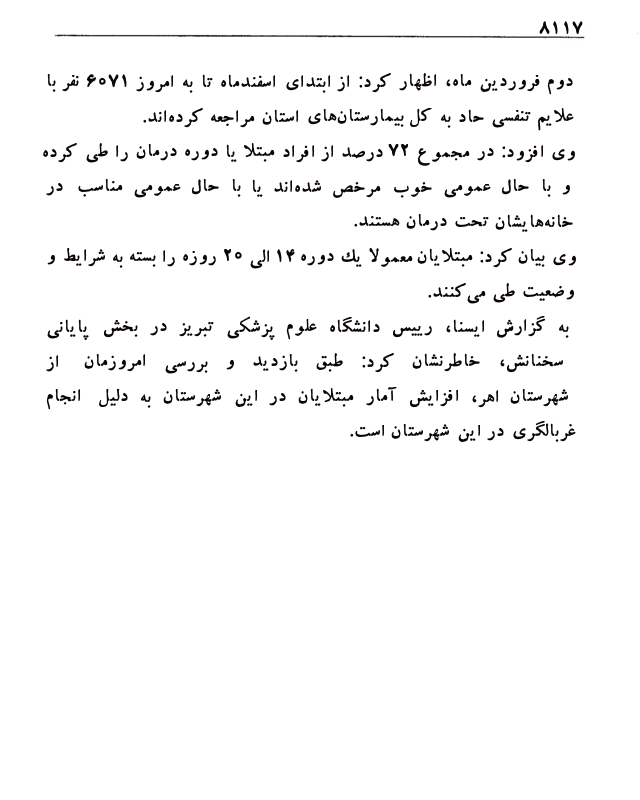 ۸۱۱۷
دوم فروردین ماه، اظهار کرد: از ابتدای اسفندماه تا به امروز ۶۰۷۱ نفر با
علایم تنفسی حاد به کل بیمارستان‌های استان مراجعه کرده‌اند.
وی افزود: در مجموع ۷۲ درصد از افراد مبتلا یا دوره درمان را طی کرده
و با حال عمومی خوب مرخص شده‌اند یا با حال عمومی مناسب در
خانه‌هایشان تحت درمان هستند.
وی بیان کرد: مبتلایان معمولا یك دوره ۱۴ الی ۲۰ روزه را بسته به شرایط و
وضعیت طی می‌کنند.
به گزارش ایسنا، رییس دانشگاه علوم پزشکی تبریز در بخش پایانی
سخنانش، خاطرنشان کرد: طبق بازدید و بررسی امروزمان از
شهرستان اهر، افزایش آمار مبتلایان در این شهرستان به دلیل انجام
غربالگری در این شهرستان است.